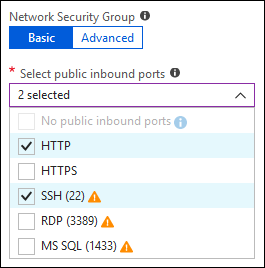 Network Security Group
Basic Advanced
* Select public inbound ports
2 selected
No public inbound ports
HTTP
HTTPS
SSH (22)
RDP (3389)
MS SQL (1433)